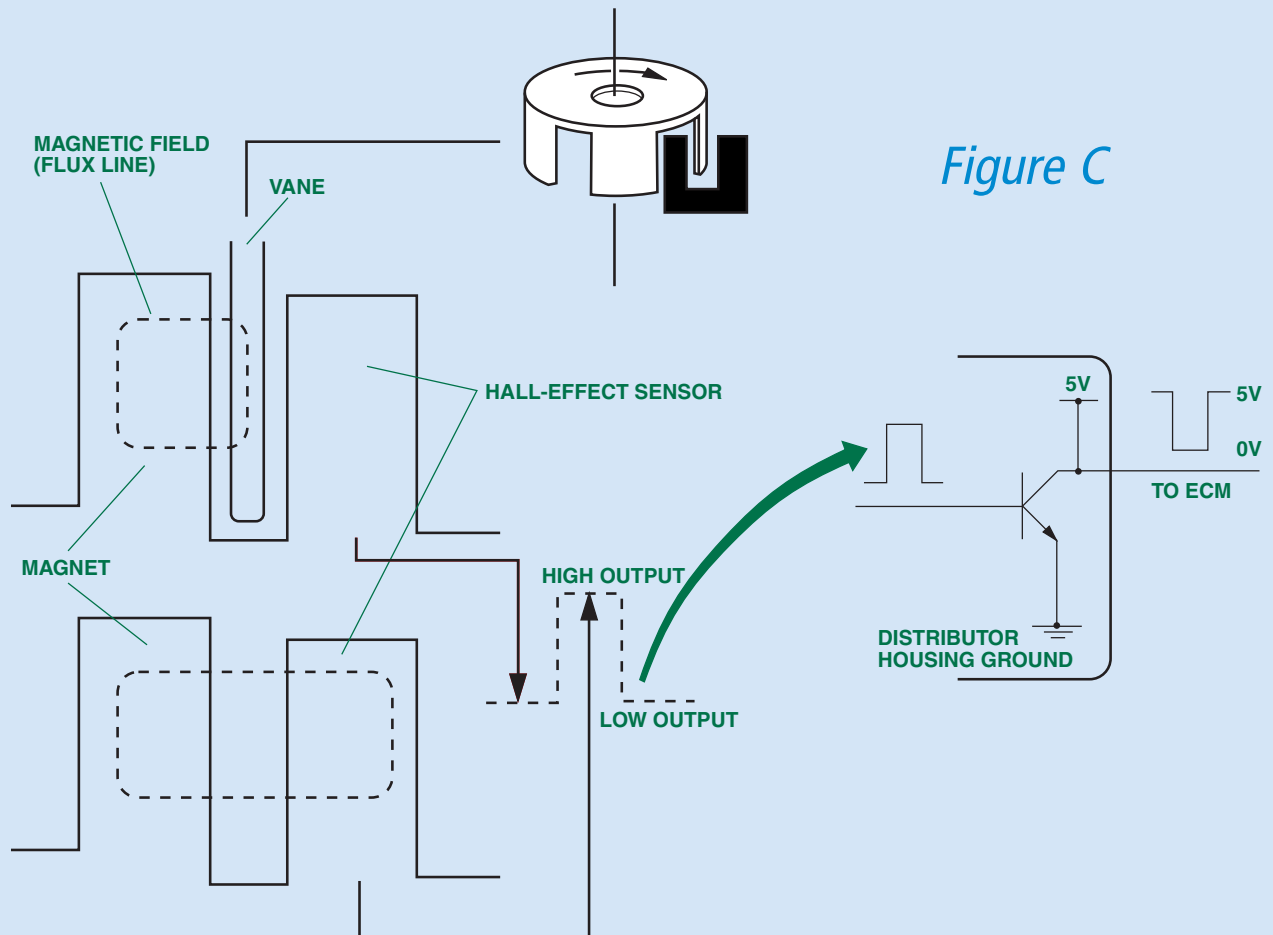 Figure C
MAGNETIC FIELD
(FLUX LINE)
VANE
HALL-EFFECT SENSOR
MAGNET
HIGH OUTPUT
LOW OUTPUT
5V
5V
0V
TO ECM
DISTRIBUTOR
HOUSING GROUND